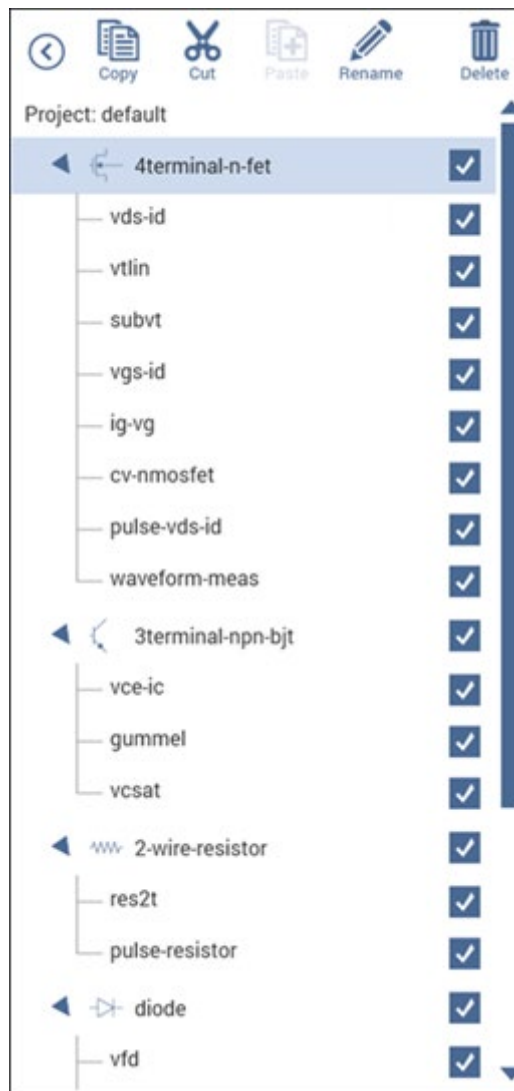 Copy Cut Paste Rename Delete
Project: default
4terminal-n-fet
vds-id
vtlin
subvt
vgs-id
ig-vg
cv-nmosfet
pulse-vds-id
waveform-meas
3terminal-npn-bjt
vce-ic
gummel
vcsat
2-wire-resistor
res2t
pulse-resistor
diode
vfd